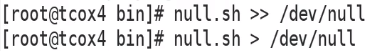 [root@tcox4 bin]# null.sh >> /dev/null
[root@tcox4 bin]# null.sh > /dev/null